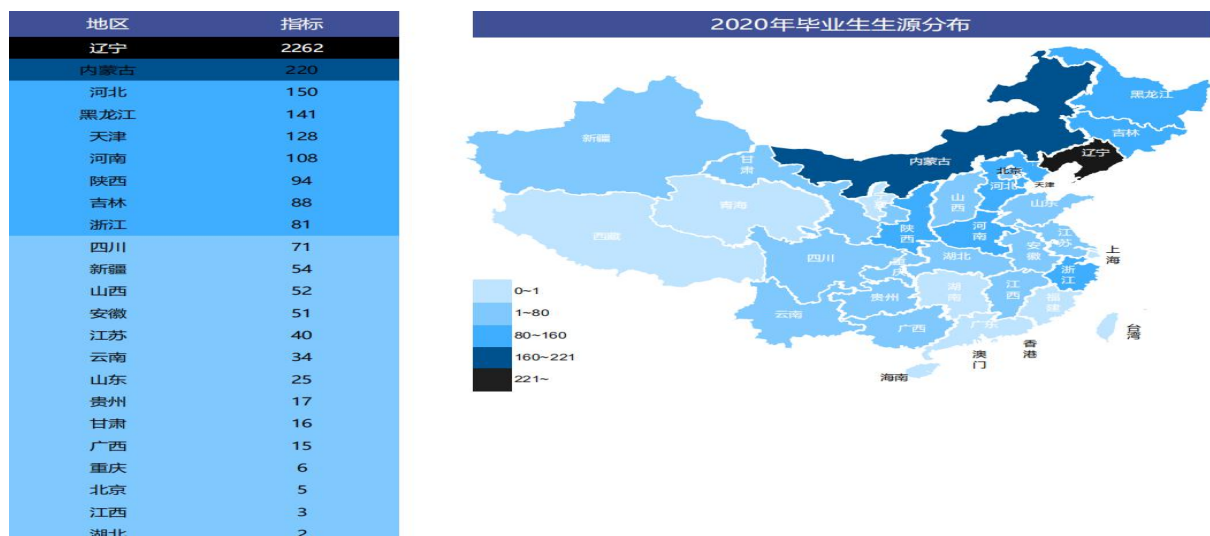 地区 指标
辽宁 2262
内蒙古 220
河北 150
黑龙江 141
天津 128
河南 108
陕西 94
吉林 88
浙江 81
四川 71
新疆 54
山西 52
安徽 51
江苏 40
云南 34
山东 25
贵州 17
甘肃 16
广西 15
重庆 6
北京 5
江西 3
湖北 2
2020年毕业生生源分布
黑龙江
吉林
辽宁
新疆
内蒙古
甘肃
北京
河北
天津
山西
山东
青海
陕西
河南
江苏
西藏
安徽
上海
四川
重庆
湖北
浙江
湖南
江西
福建
贵州
云南
广西
广东
台湾
香港
澳门
海南
0~1
1~80
80~160
160~221
221~